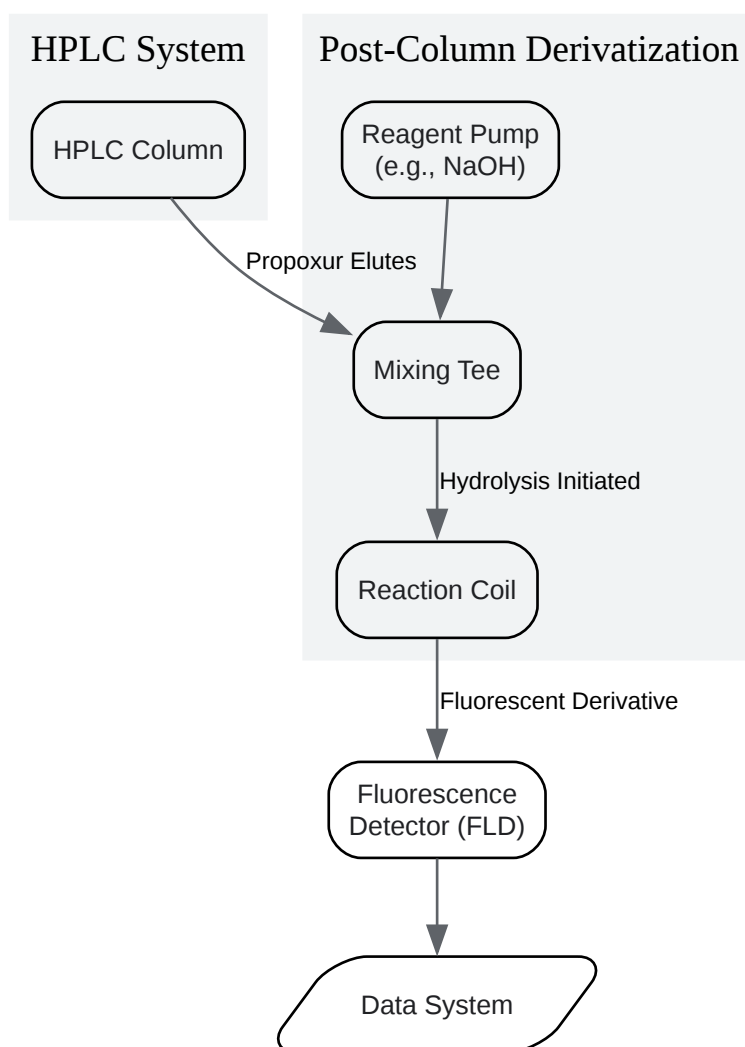 HPLC System
Post-Column Derivatization
HPLC Column
Reagent Pump
(e.g., NaOH)
Propoxur Elutes
Mixing Tee
Hydrolysis Initiated
Reaction Coil
Fluorescent Derivative
Fluorescence
Detector (FLD)
Data System